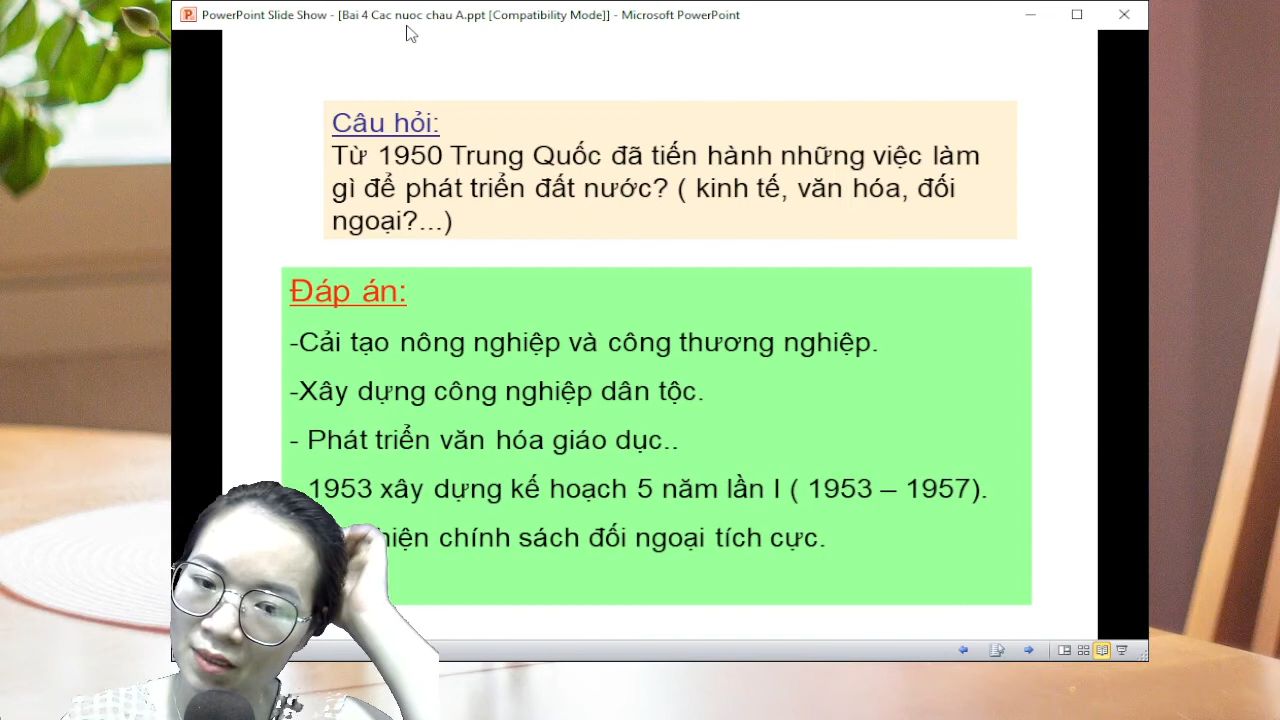 PowerPoint Slide Show - [Bai 4 Cac nuoc chau A.ppt [Compatibility Mode]] - Microsoft PowerPoint
Câu hỏi:
Từ 1950 Trung Quốc đã tiến hành những việc làm
gì để phát triển đất nước? ( kinh tế, văn hóa, đối
ngoại?...)
Đáp án:
-Cải tạo nông nghiệp và công thương nghiệp.
-Xây dựng công nghiệp dân tộc.
- Phát triển văn hóa giáo dục..
- 1953 xây dựng kế hoạch 5 năm lần I ( 1953 – 1957).
hiện chính sách đối ngoại tích cực.